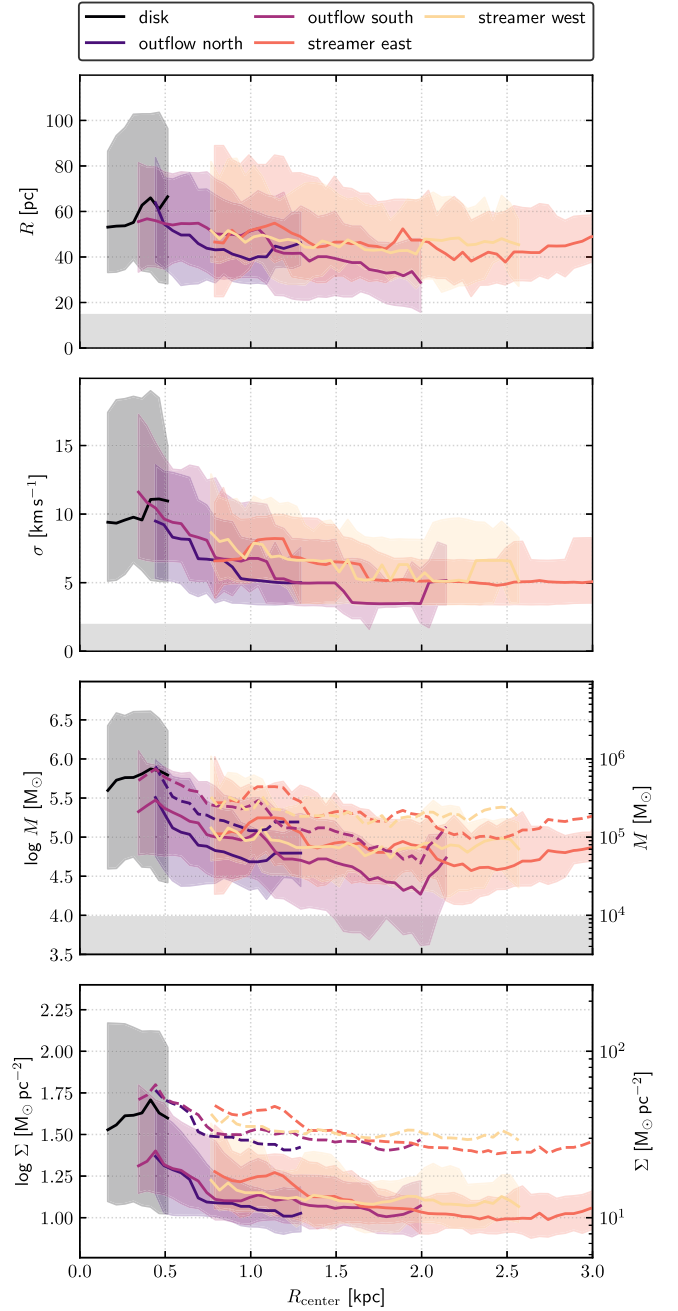 disk outflow south streamer west
outflow north streamer east
100
80
60
40
20
0
R [pc]
15
10
5
0
σ [km s⁻¹]
6.5
6.0
5.5
5.0
4.5
4.0
3.5
log M [M⊙]
10⁶
10⁵
10⁴
M [M⊙]
2.25
2.00
1.75
1.50
1.25
1.00
log Σ [M⊙ pc⁻²]
10²
10¹
Σ [M⊙ pc⁻²]
0.0 0.5 1.0 1.5 2.0 2.5 3.0
R_center [kpc]